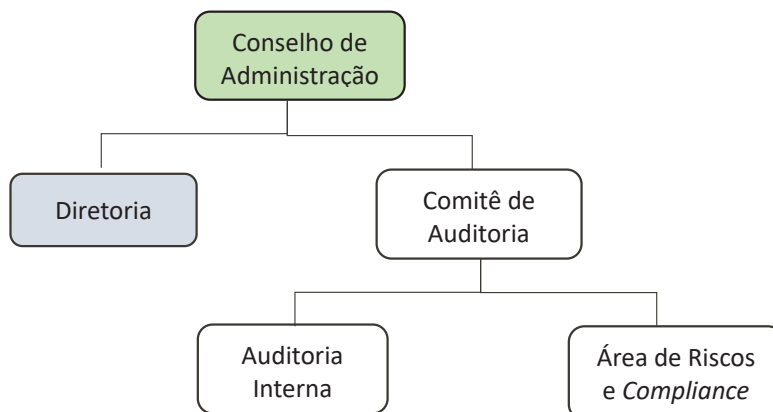 Conselho de
Administração
Diretoria
Comitê de
Auditoria
Auditoria
Interna
Área de Riscos
e Compliance